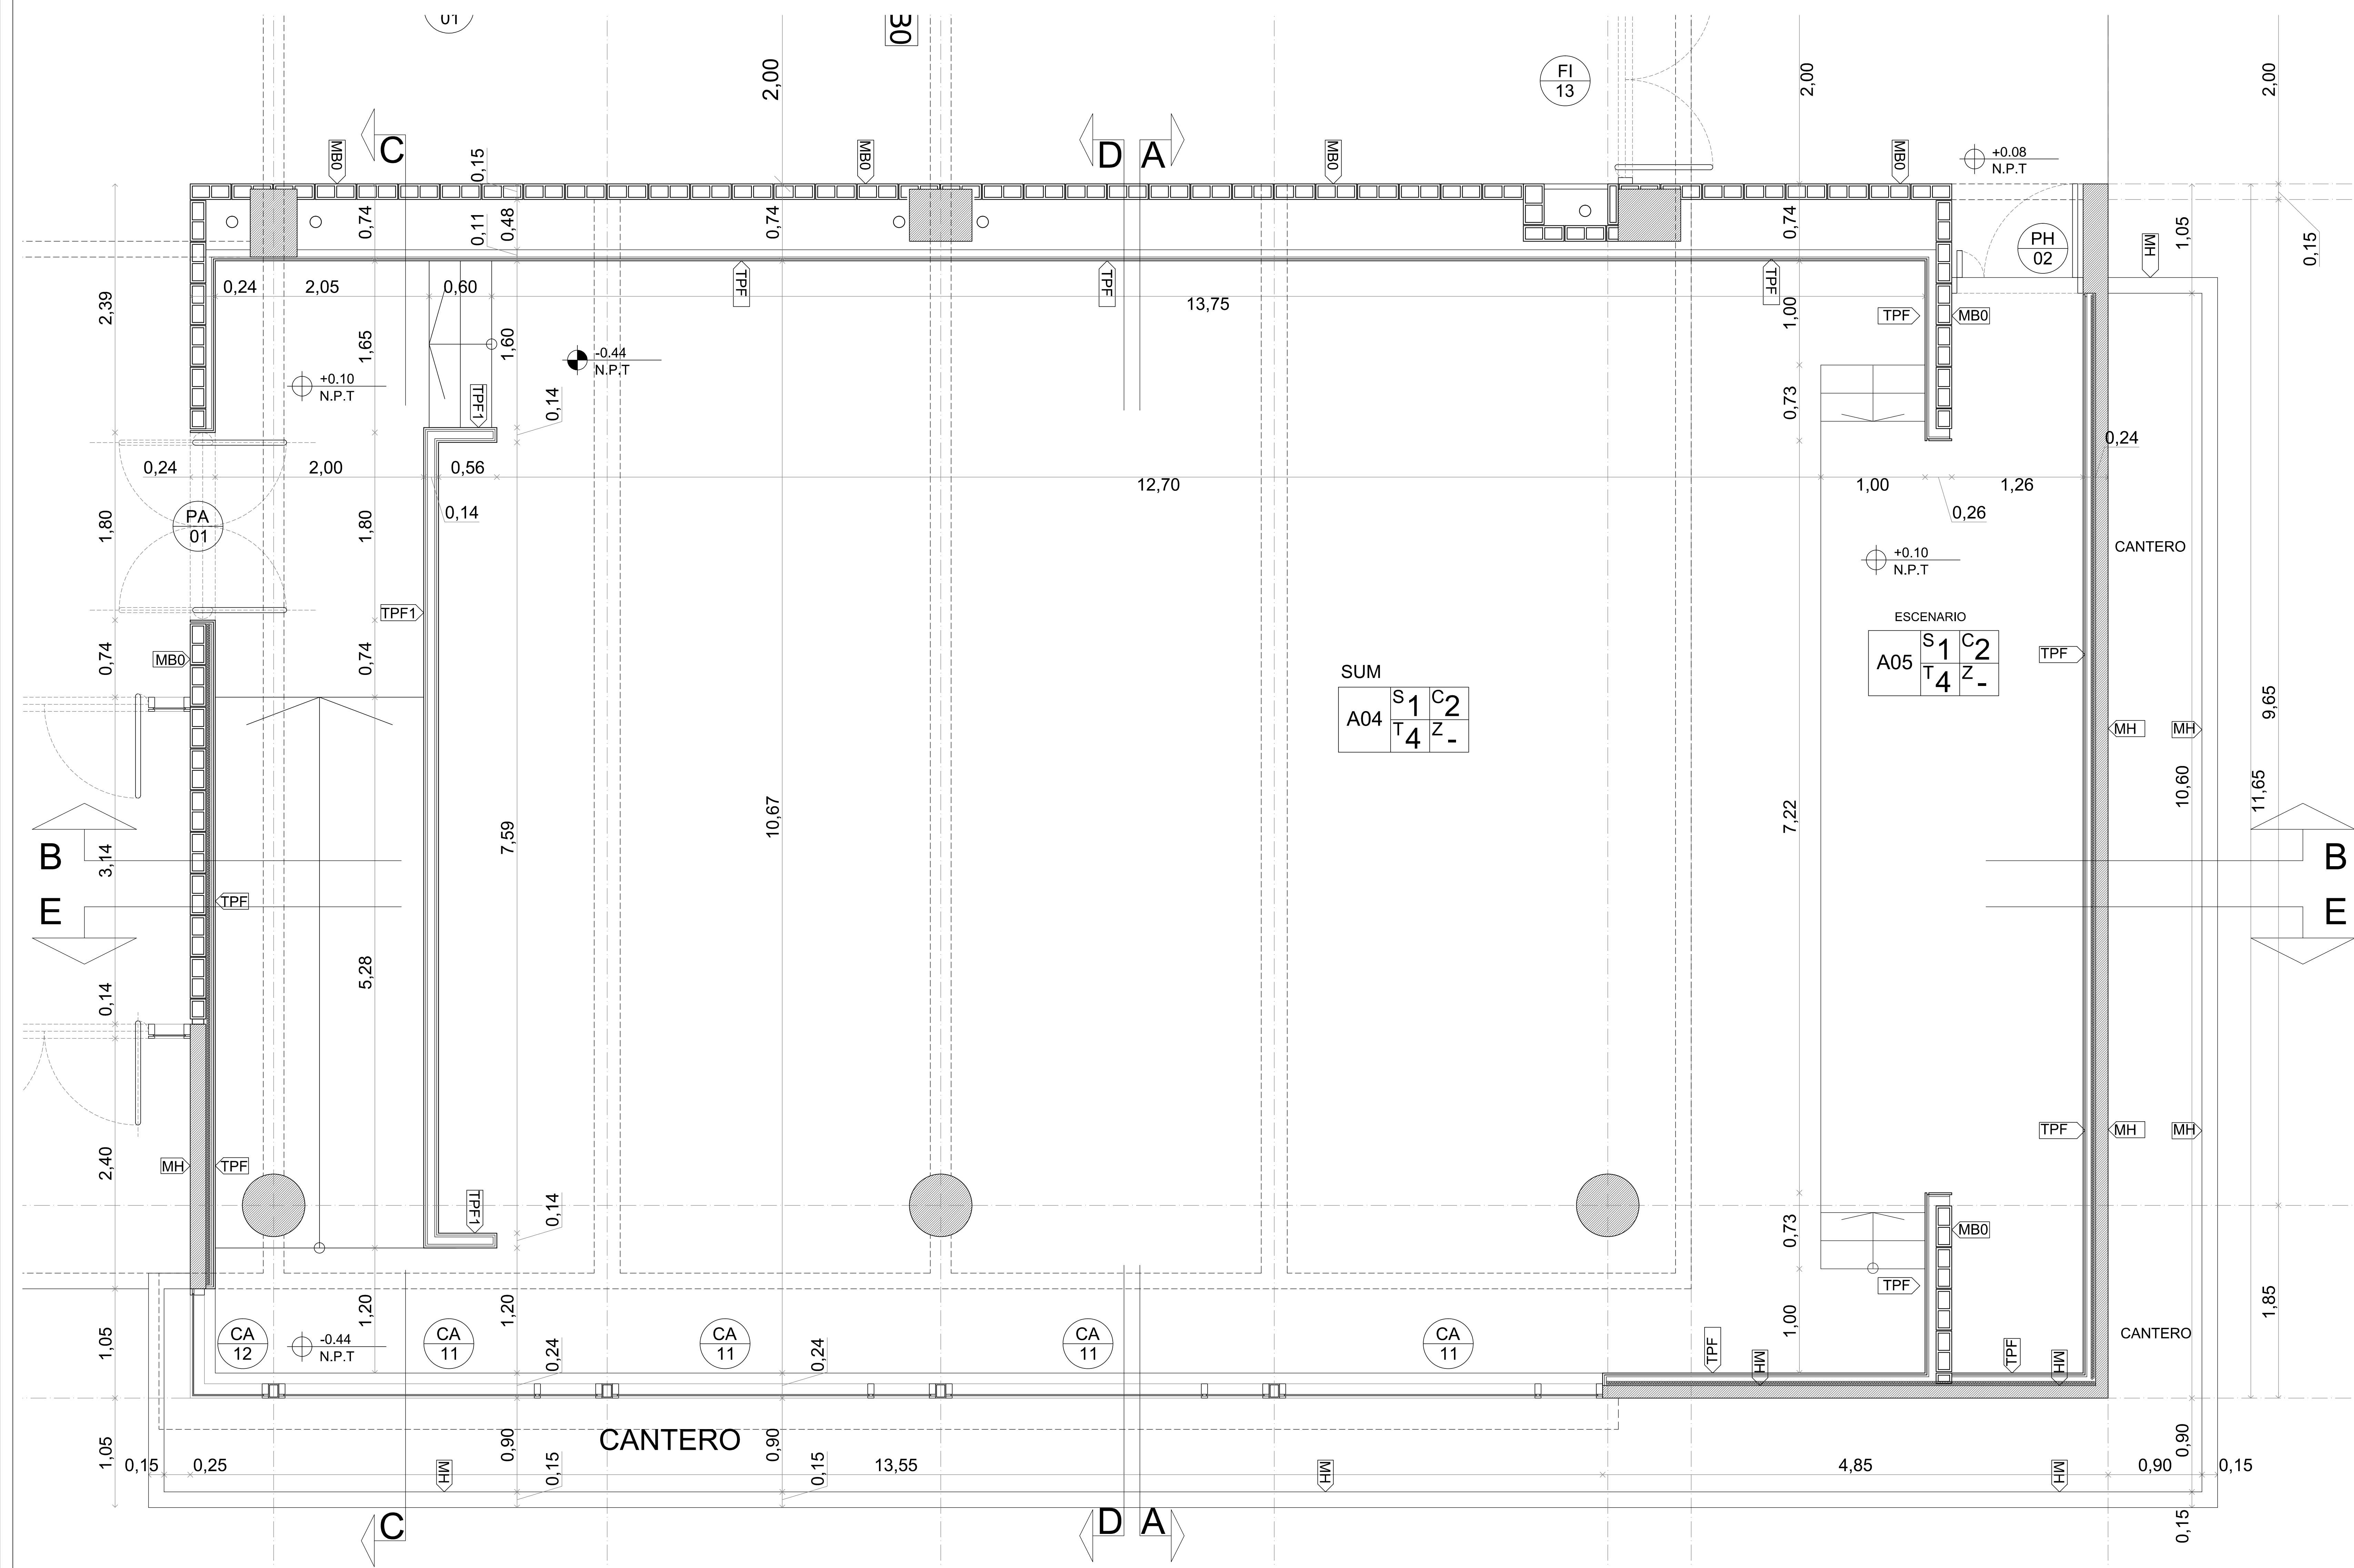 01
B0
2,00
FI
13
2,00
2,00
C
MB0
0,15
MB0
D
A
MB0
MB0
+0.08
N.P.T
0,74
0,11
0,48
0,74
0,74
PH
02
MH
1,05
0,15
2,39
0,24
2,05
0,60
TPF
TPF
13,75
TPF
1,00
TPF
MB0
1,65
1,60
-0.44
N.P.T
+0.10
N.P.T
TPF1
0,14
0,73
0,24
0,24
2,00
0,56
12,70
1,00
1,26
0,14
0,26
PA
01
1,80
1,80
CANTERO
+0.10
N.P.T
TPF1
ESCENARIO
A05
S 1
C 2
T 4
Z -
MB0
0,74
0,74
TPF
SUM
A04
S 1
C 2
T 4
Z -
9,65
MH
MH
10,60
11,65
10,67
7,22
7,59
B
3,14
B
E
TPF
E
5,28
0,14
TPF
MH
MH
2,40
MH
TPF
TPF1
0,14
0,73
MB0
TPF
1,20
1,20
1,00
1,85
1,05
CA
12
-0.44
N.P.T
CA
11
0,24
CA
11
0,24
CA
11
CA
11
TPF
MH
TPF
MH
CANTERO
CANTERO
1,05
0,90
0,90
0,90
0,15
0,25
0,15
0,15
13,55
4,85
0,90
0,15
MH
MH
MH
C
D
A
0,15